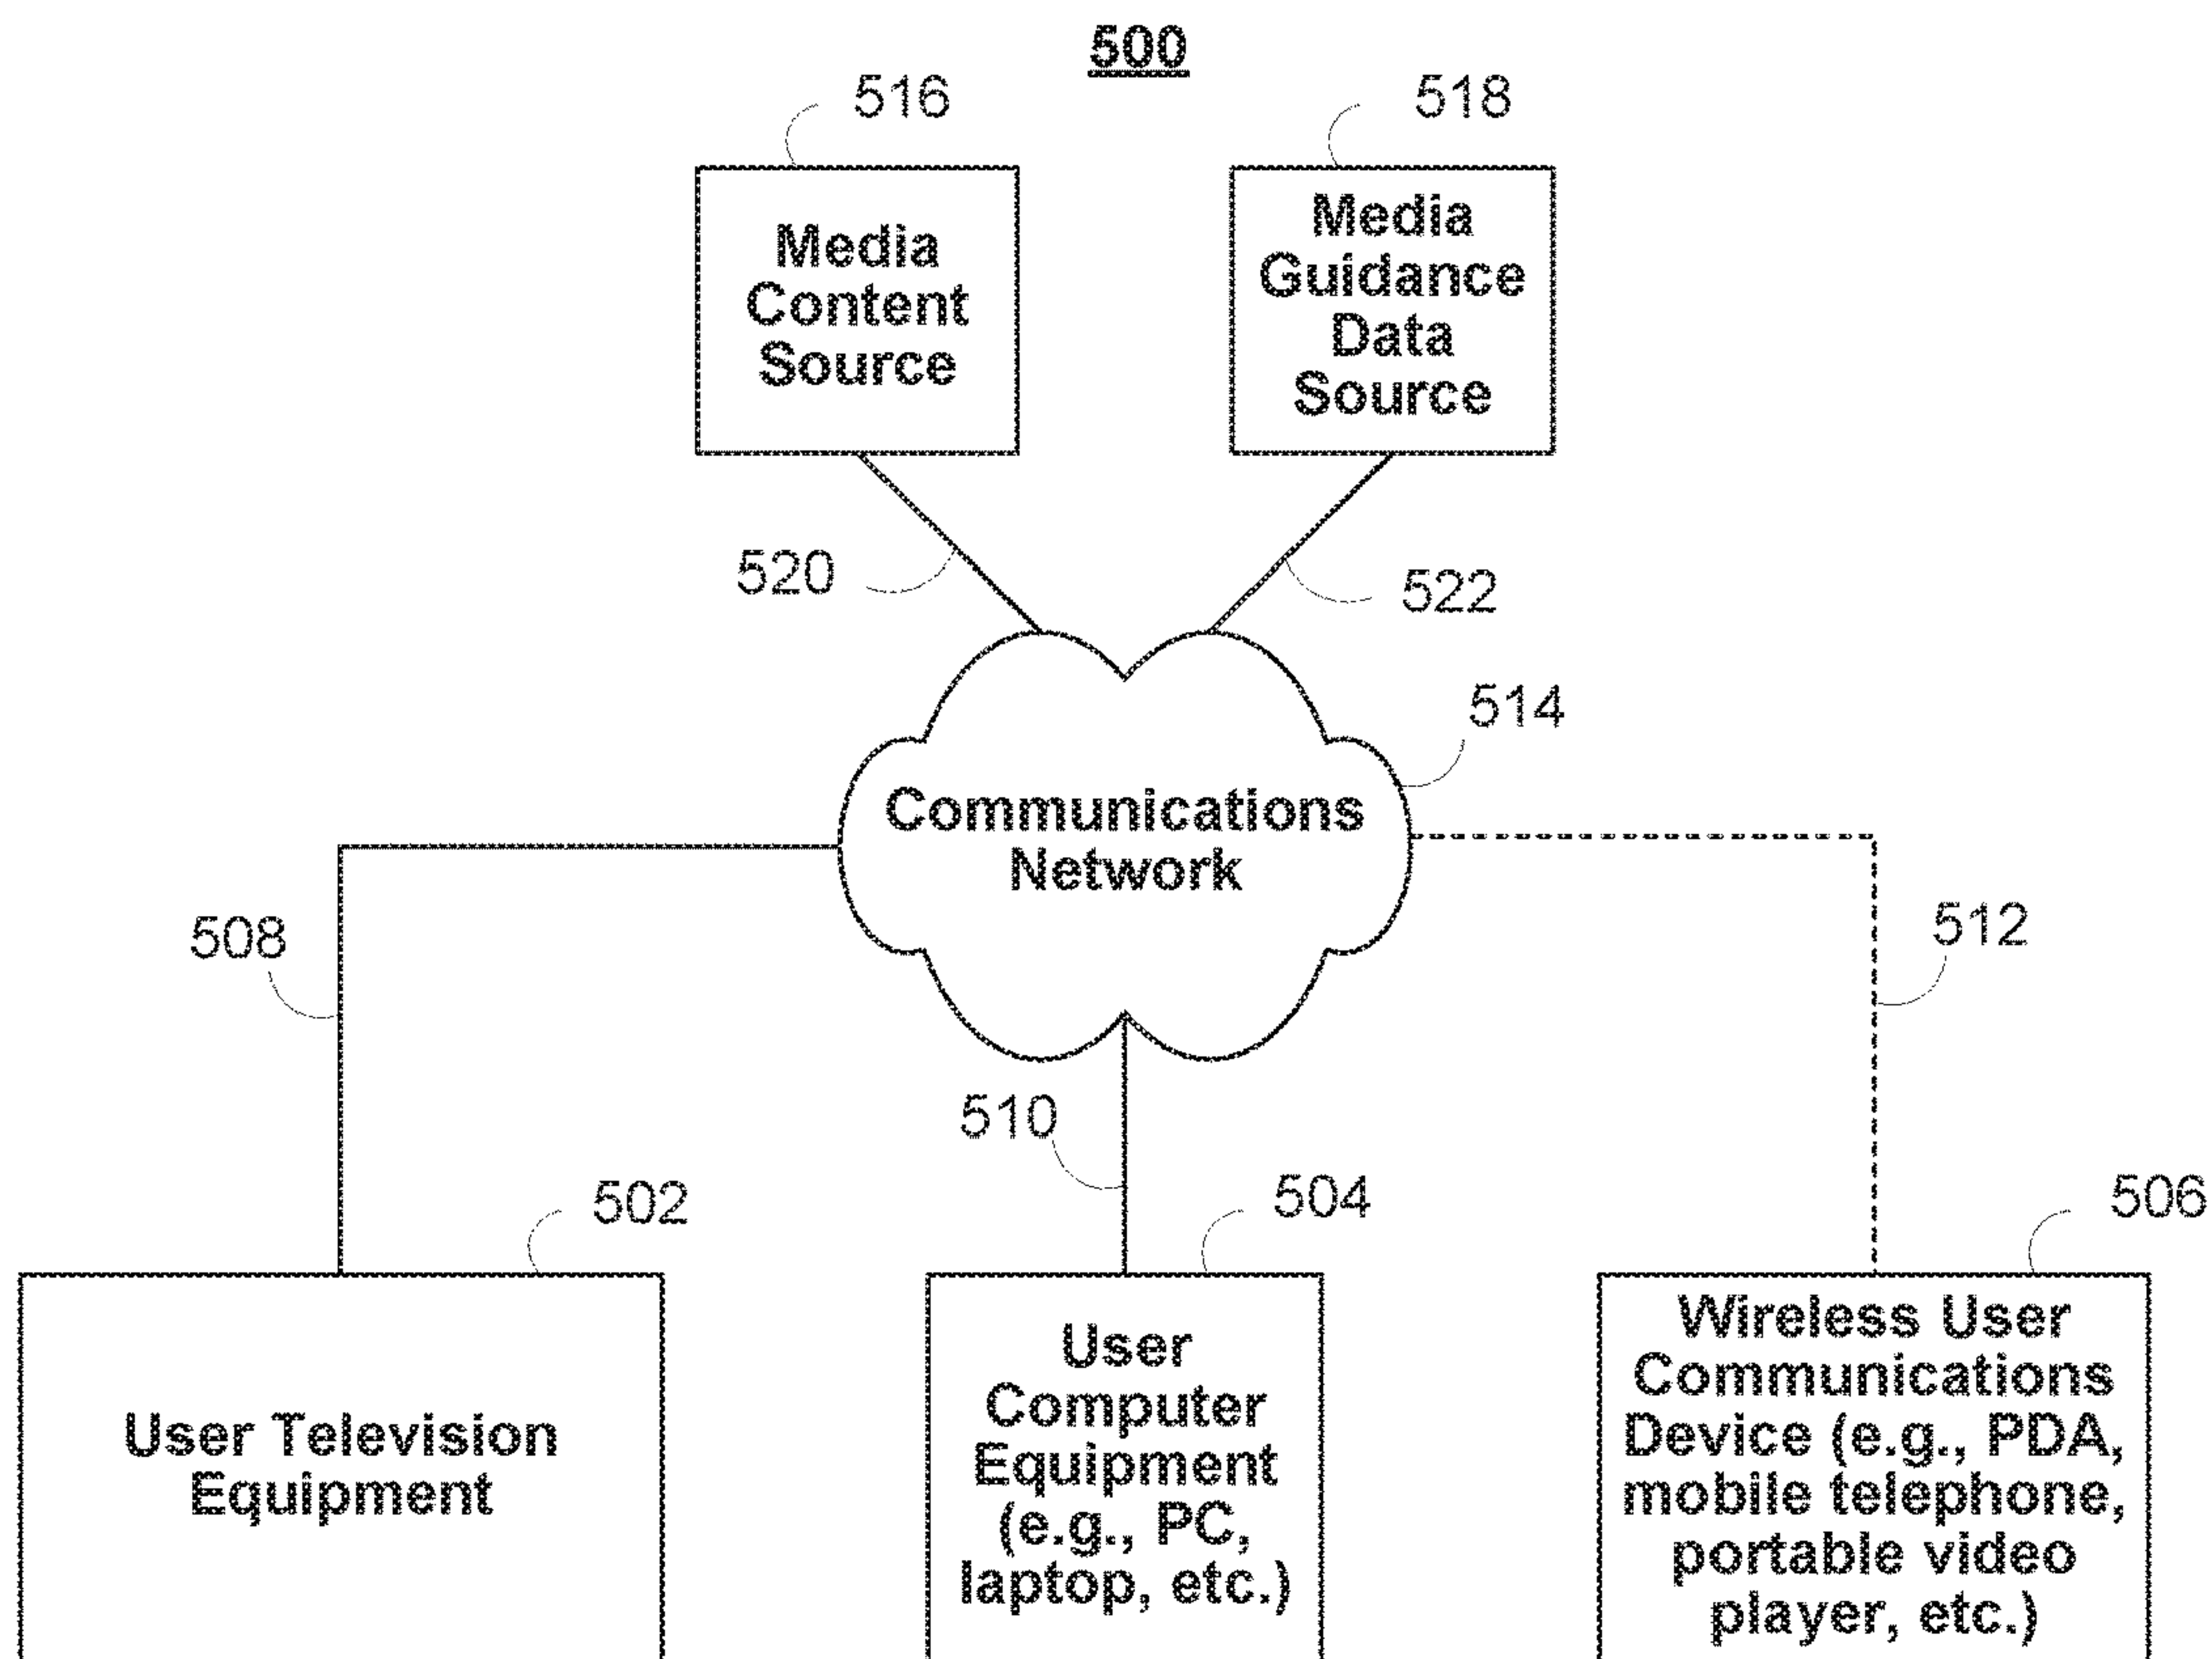 500
516
518
Media
Content
Source
Media
Guidance
Data
Source
520
522
514
Communications
Network
508
512
510
502
504
506
User Television
Equipment
User
Computer
Equipment
(e.g., PC,
laptop, etc.)
Wireless User
Communications
Device (e.g., PDA,
mobile telephone,
portable video
player, etc.)